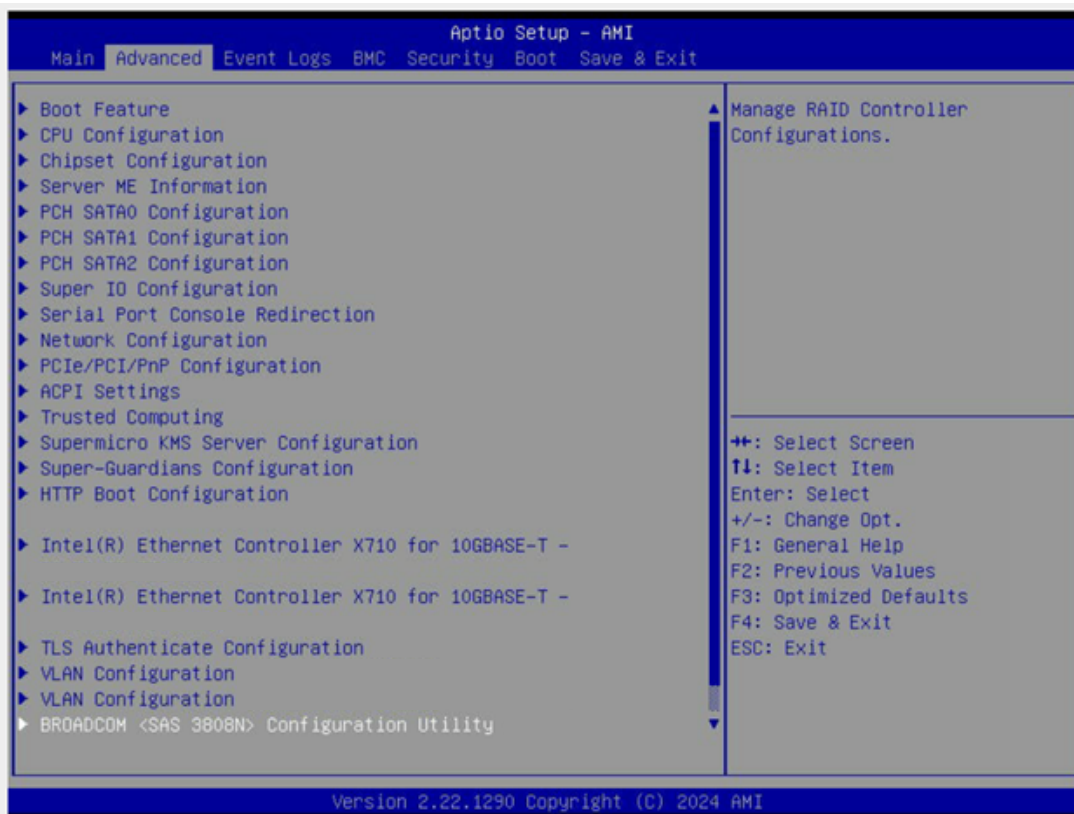 Aptio Setup – AMI
Main Advanced Event Logs BMC Security Boot Save & Exit
Boot Feature
CPU Configuration
Chipset Configuration
Server ME Information
PCH SATA0 Configuration
PCH SATA1 Configuration
PCH SATA2 Configuration
Super IO Configuration
Serial Port Console Redirection
Network Configuration
PCIe/PCI/PnP Configuration
ACPI Settings
Trusted Computing
Supermicro KMS Server Configuration
Super-Guardians Configuration
HTTP Boot Configuration
Intel(R) Ethernet Controller X710 for 10GBASE-T -
Intel(R) Ethernet Controller X710 for 10GBASE-T -
TLS Authenticate Configuration
VLAN Configuration
VLAN Configuration
BROADCOM <SAS 3808N> Configuration Utility
Manage RAID Controller
Configurations.
→←: Select Screen
↑↓: Select Item
Enter: Select
+/-: Change Opt.
F1: General Help
F2: Previous Values
F3: Optimized Defaults
F4: Save & Exit
ESC: Exit
Version 2.22.1290 Copyright (C) 2024 AMI